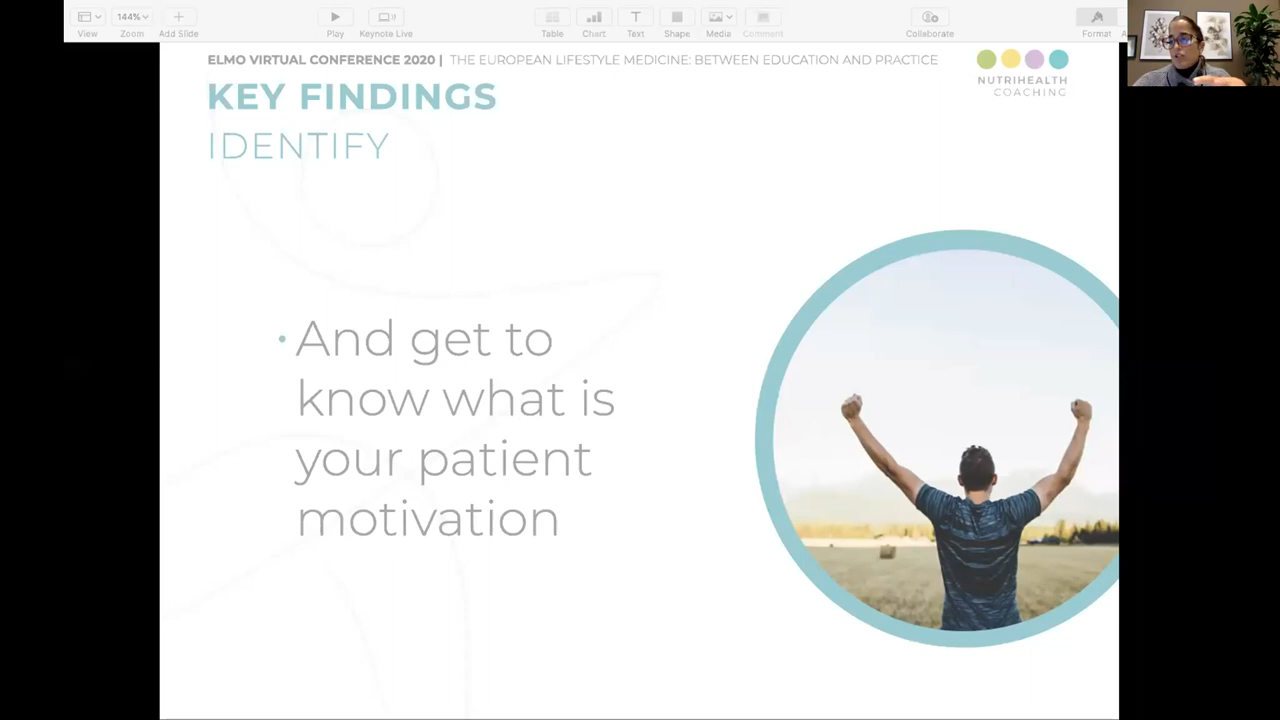 144%
View
Zoom
Add Slide
Play
Keynote Live
Table
Chart
Text
Shape
Media
Comment
Collaborate
Format
ELMO VIRTUAL CONFERENCE 2020 | THE EUROPEAN LIFESTYLE MEDICINE: BETWEEN EDUCATION AND PRACTICE
NUTRIHEALTH
COACHING
KEY FINDINGS
IDENTIFY
• And get to
know what is
your patient
motivation